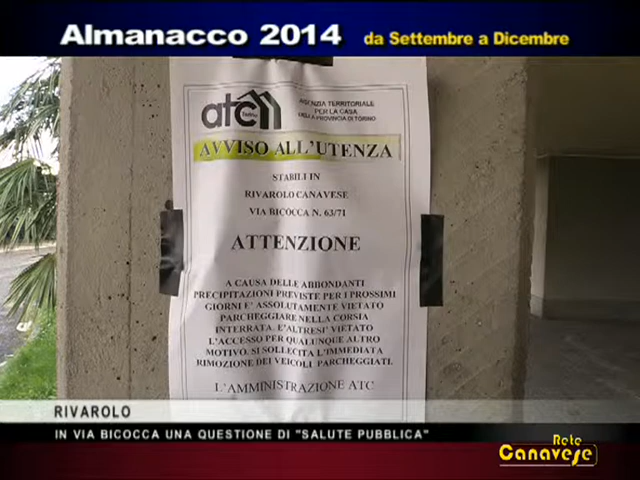 Almanacco 2014 da Settembre a Dicembre
atc
Torino
AGENZIA TERRITORIALE
PER LA CASA
DELLA PROVINCIA DI TORINO
AVVISO ALL'UTENZA
STABILI IN
RIVAROLO CANAVESE
VIA BICOCCA N. 63/71
ATTENZIONE
A CAUSA DELLE ABBONDANTI
PRECIPITAZIONI PREVISTE PER I PROSSIMI
GIORNI E' ASSOLUTAMENTE VIETATO
PARCHEGGIARE NELLA CORSIA
INTERRATA. E'ALTRESI' VIETATO
L'ACCESSO PER QUALUNQUE ALTRO
MOTIVO. SI SOLLECITA L'IMMEDIATA
RIMOZIONE DEI VEICOLI PARCHEGGIATI.
L'AMMINISTRAZIONE ATC
RIVAROLO
IN VIA BICOCCA UNA QUESTIONE DI "SALUTE PUBBLICA"
Rete
Canavese